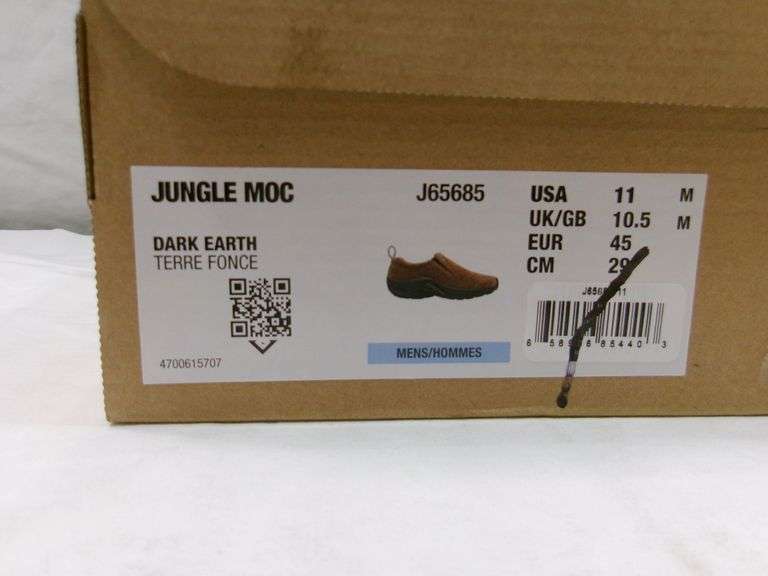 JUNGLE MOC J65685
DARK EARTH
TERRE FONCE
4700615707
MENS/HOMMES
USA 11 M
UK/GB 10.5 M
EUR 45
CM 29